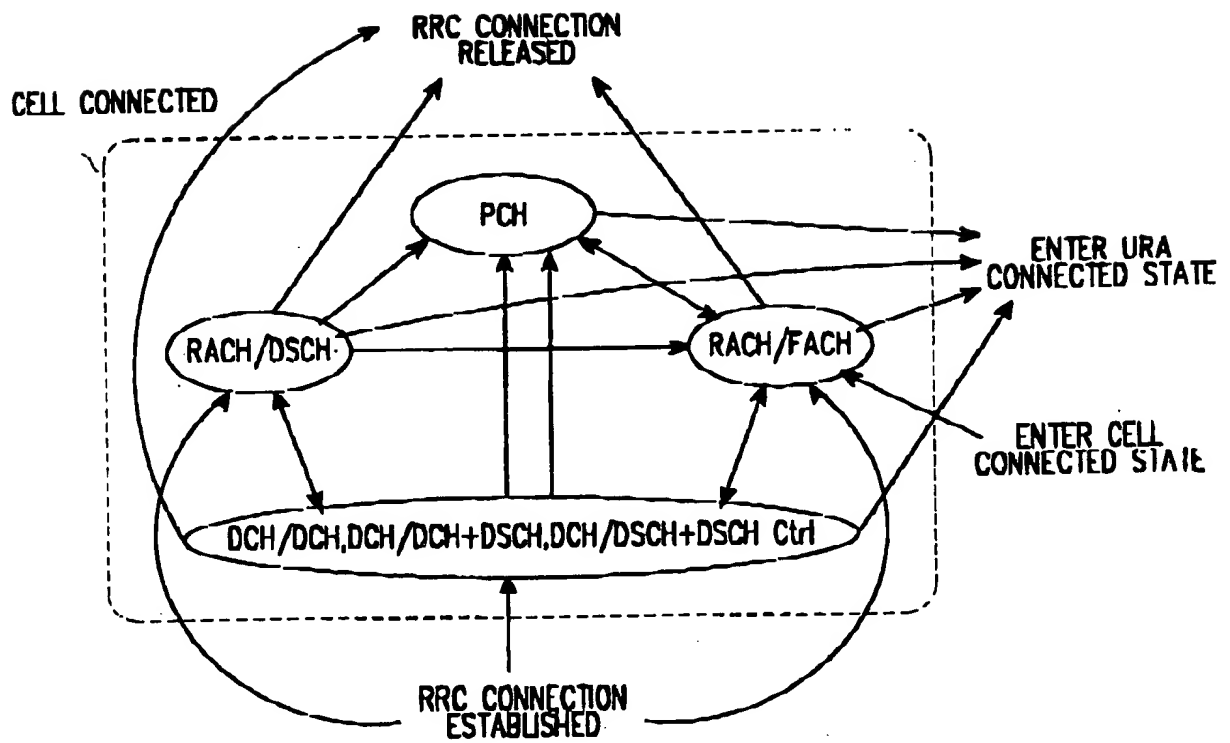 RRC CONNECTION
RELEASED
CELL CONNECTED
PCH
ENTER URA
CONNECTED STATE
RACH/DSCH
RACH/FACH
ENTER CELL
CONNECTED STATE
DCH/DCH,DCH/DCH+DSCH,DCH/DSCH+DSCH Ctrl
RRC CONNECTION
ESTABLISHED